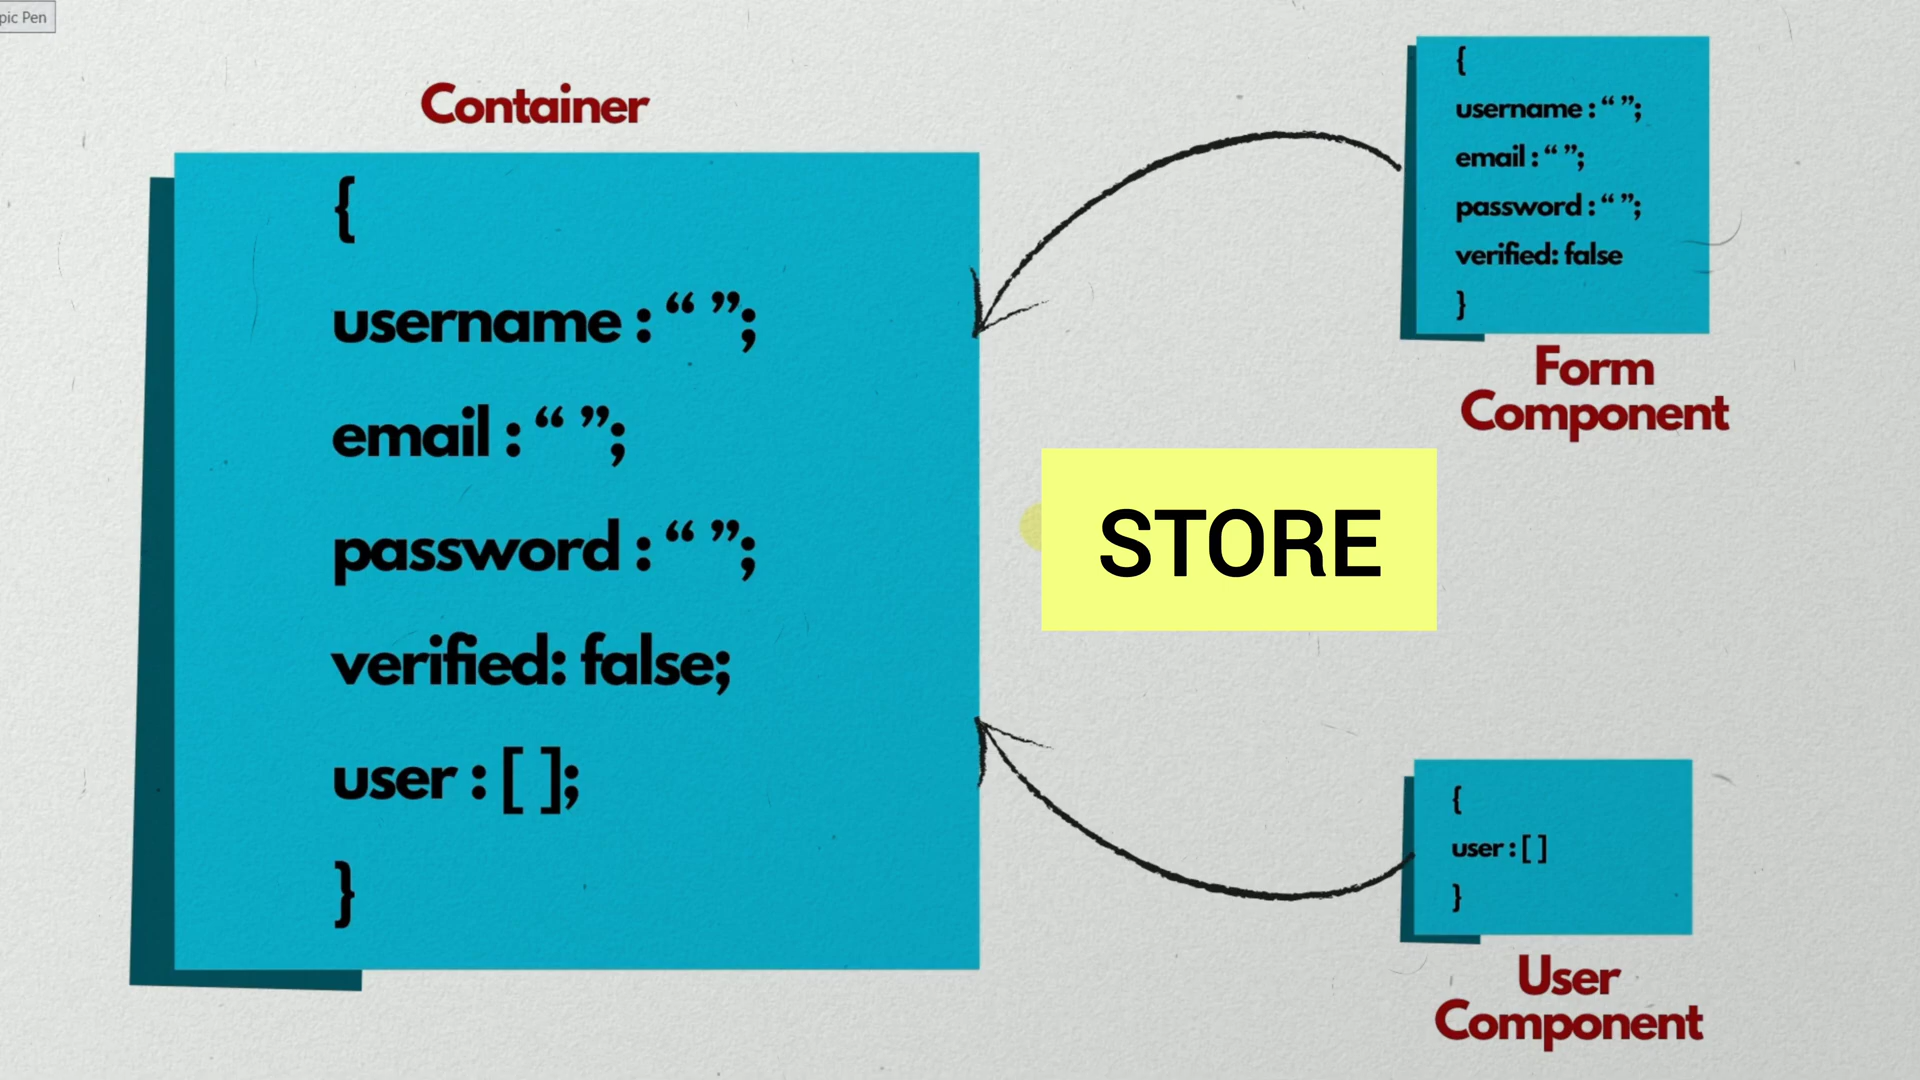 pic Pen
Container
{
username : “ ”;
email : “ ”;
password : “ ”;
verified: false;
user : [ ];
}
{
username : “ ”;
email : “ ”;
password : “ ”;
verified: false
}
Form
Component
STORE
{
user : [ ]
}
User
Component